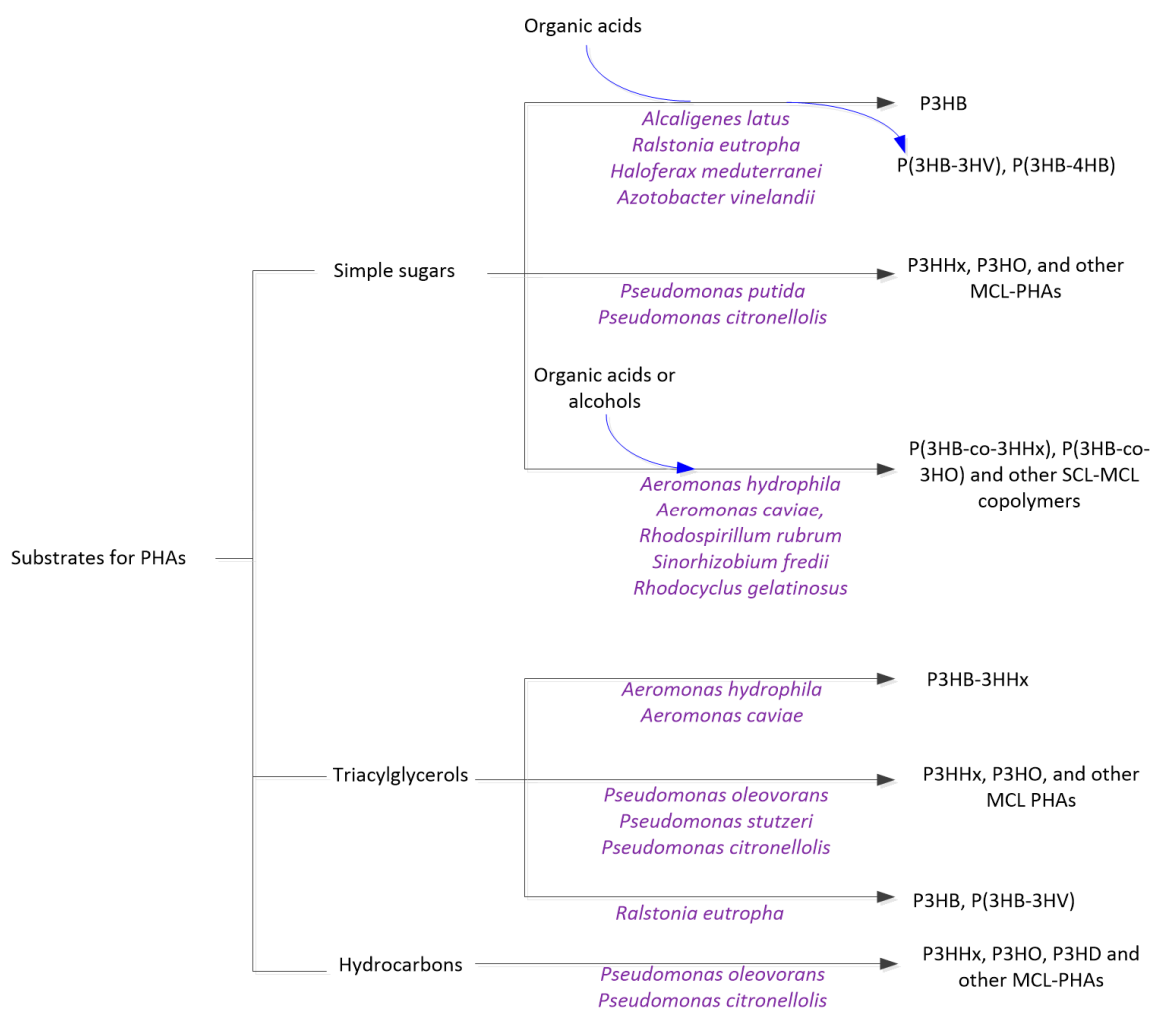 Organic acids
P3HB
Alcaligenes latus
Ralstonia eutropha
Haloferax meduterranei
Azotobacter vinelandii
P(3HB-3HV), P(3HB-4HB)
Simple sugars
P3HHx, P3HO, and other
MCL-PHAs
Pseudomonas putida
Pseudomonas citronellolis
Organic acids or
alcohols
P(3HB-co-3HHx), P(3HB-co-
3HO) and other SCL-MCL
copolymers
Aeromonas hydrophila
Aeromonas caviae,
Rhodospirillum rubrum
Sinorhizobium fredii
Rhodocyclus gelatinosus
Substrates for PHAs
P3HB-3HHx
Aeromonas hydrophila
Aeromonas caviae
Triacylglycerols
P3HHx, P3HO, and other
MCL PHAs
Pseudomonas oleovorans
Pseudomonas stutzeri
Pseudomonas citronellolis
P3HB, P(3HB-3HV)
Ralstonia eutropha
Hydrocarbons
P3HHx, P3HO, P3HD and
other MCL-PHAs
Pseudomonas oleovorans
Pseudomonas citronellolis